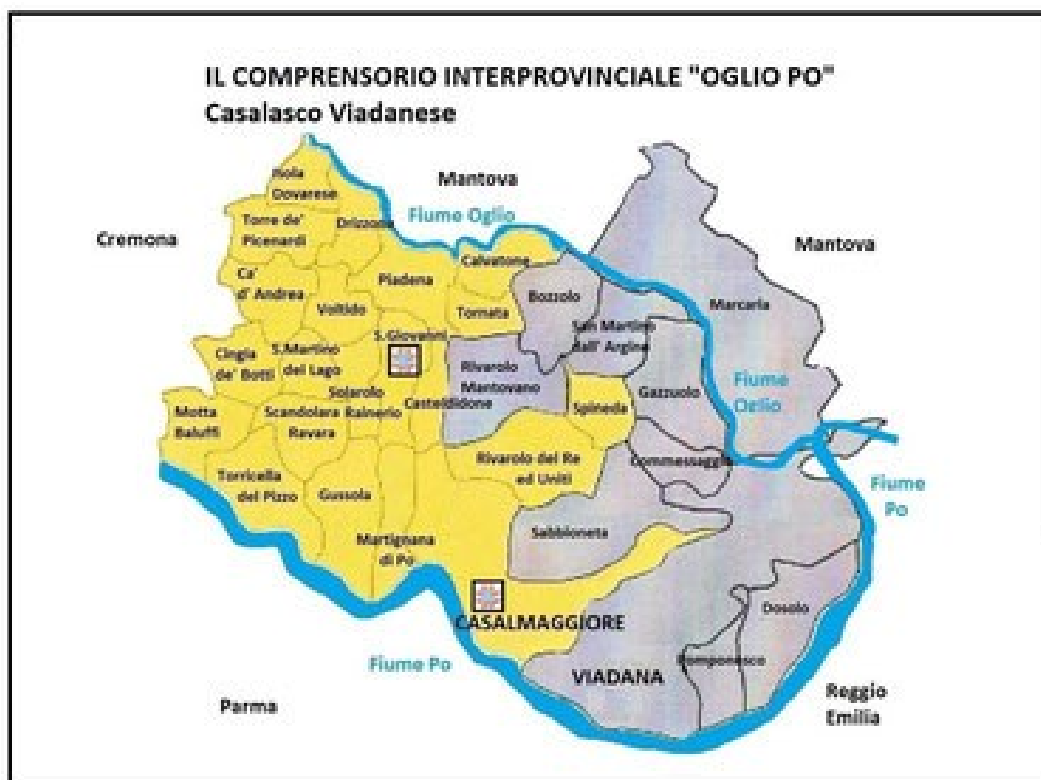 IL COMPRENSORIO INTERPROVINCIALE "OGLIO PO"
Casalasco Viadanese
Isola
Dovarese
Mantova
Fiume Oglio
Torre de'
Picenardi
Drizzona
Cremona
Mantova
Calvatone
Piadena
Ca'
d' Andrea
Voltido
Tornata
Bozzolo
Marcaria
S.Giovanni
San Martino
dall' Argine
Cingia
de' Botti
S.Martino
del Lago
Rivarolo
Mantovano
Solarolo
Rainerio
Casteldidone
Gazzuolo
Fiume
Oglio
Motta
Baluffi
Scandolara
Ravara
Spineda
Rivarolo del Re
ed Uniti
Commessaggio
Torricella
del Pizzo
Gussola
Fiume
Po
Sabbioneta
Martignana
di Po
CASALMAGGIORE
Dosolo
Fiume Po
VIADANA
Pomponesco
Parma
Reggio
Emilia